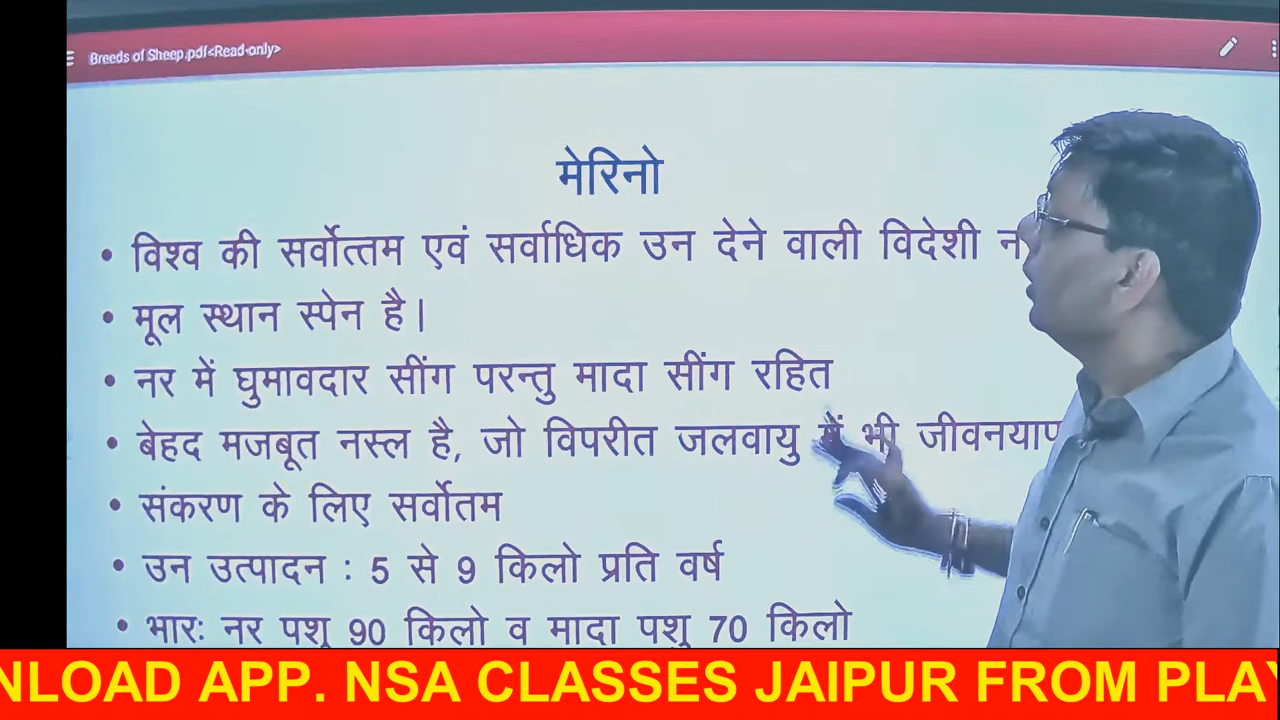 Breeds of Sheep.pdf<Read-only>
मेरिनो
• विश्व की सर्वोत्तम एवं सर्वाधिक उन देने वाली विदेशी
• मूल स्थान स्पेन है।
• नर में घुमावदार सींग परन्तु मादा सींग रहित
• बेहद मजबूत नस्ल है, जो विपरीत जलवायु में भी
• संकरण के लिए सर्वोतम
• उन उत्पादन : 5 से 9 किलो प्रति वर्ष
• भारः नर पशु 90 किलो व मादा पशु 70 किलो
APP. NSA CLASSES JAIPUR FROM